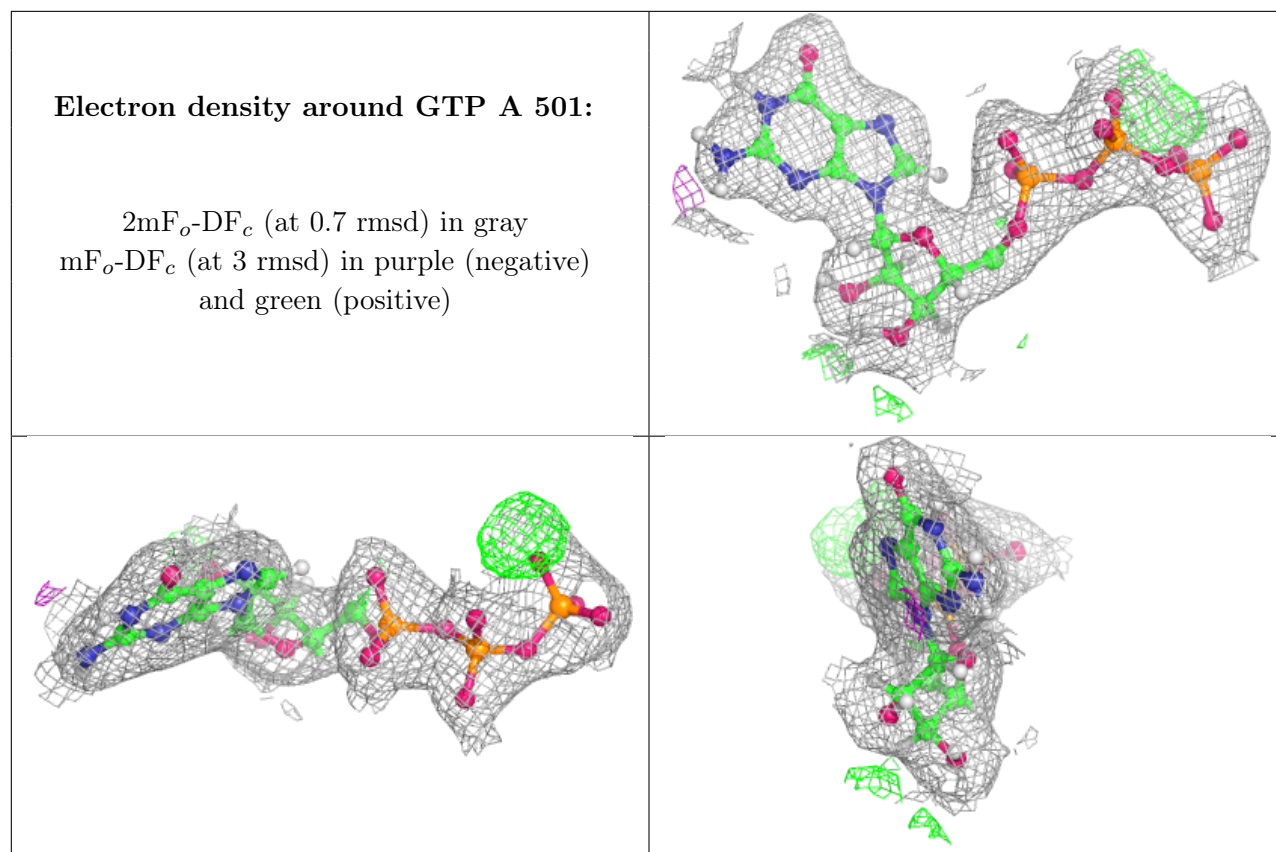 Electron density around GTP A 501:
2mFₒ-DF𝒸 (at 0.7 rmsd) in gray
mFₒ-DF𝒸 (at 3 rmsd) in purple (negative)
and green (positive)